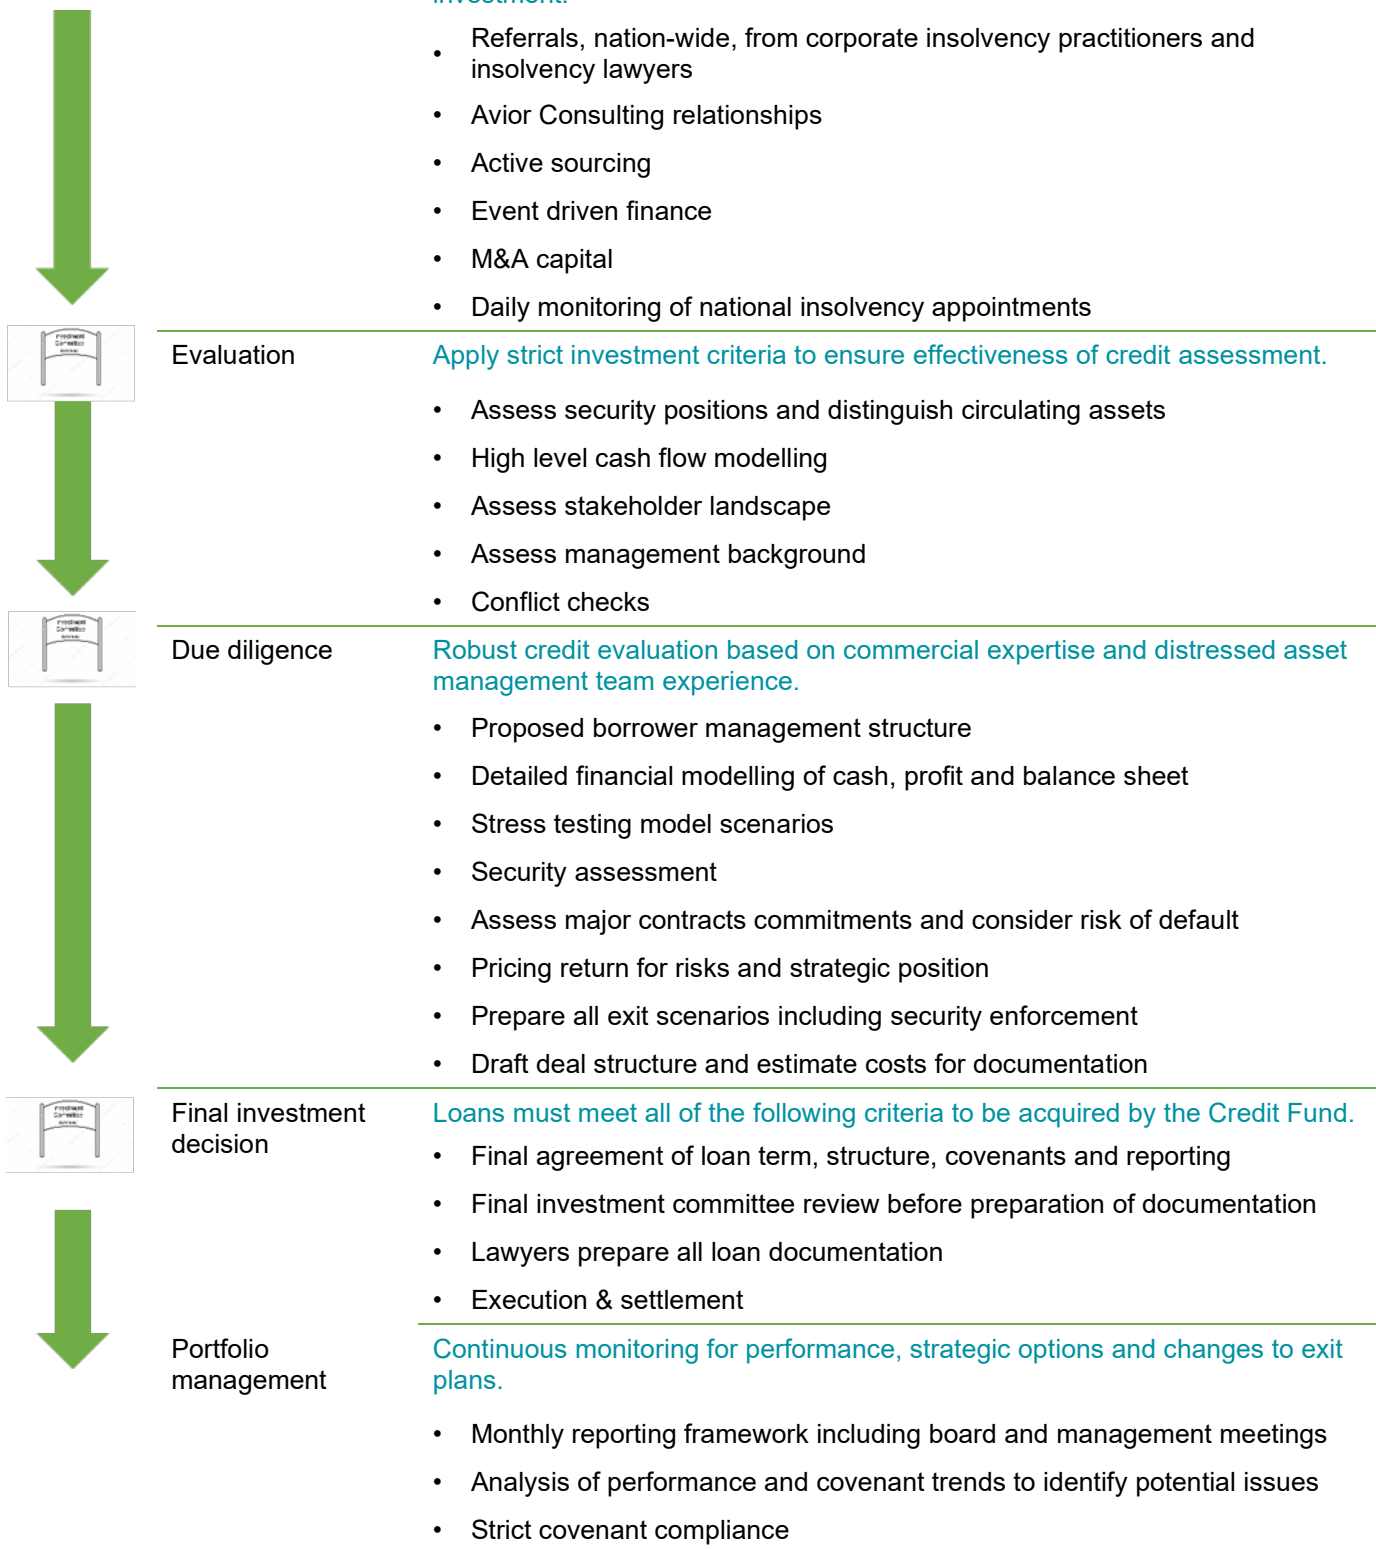 • Referrals, nation-wide, from corporate insolvency practitioners and
insolvency lawyers
• Avior Consulting relationships
• Active sourcing
• Event driven finance
• M&A capital
• Daily monitoring of national insolvency appointments
Investment
Committee
Evaluation
Apply strict investment criteria to ensure effectiveness of credit assessment.
• Assess security positions and distinguish circulating assets
• High level cash flow modelling
• Assess stakeholder landscape
• Assess management background
• Conflict checks
Investment
Committee
Due diligence
Robust credit evaluation based on commercial expertise and distressed asset
management team experience.
• Proposed borrower management structure
• Detailed financial modelling of cash, profit and balance sheet
• Stress testing model scenarios
• Security assessment
• Assess major contracts commitments and consider risk of default
• Pricing return for risks and strategic position
• Prepare all exit scenarios including security enforcement
• Draft deal structure and estimate costs for documentation
Investment
Committee
Final investment
decision
Loans must meet all of the following criteria to be acquired by the Credit Fund.
• Final agreement of loan term, structure, covenants and reporting
• Final investment committee review before preparation of documentation
• Lawyers prepare all loan documentation
• Execution & settlement
Portfolio
management
Continuous monitoring for performance, strategic options and changes to exit
plans.
• Monthly reporting framework including board and management meetings
• Analysis of performance and covenant trends to identify potential issues
• Strict covenant compliance